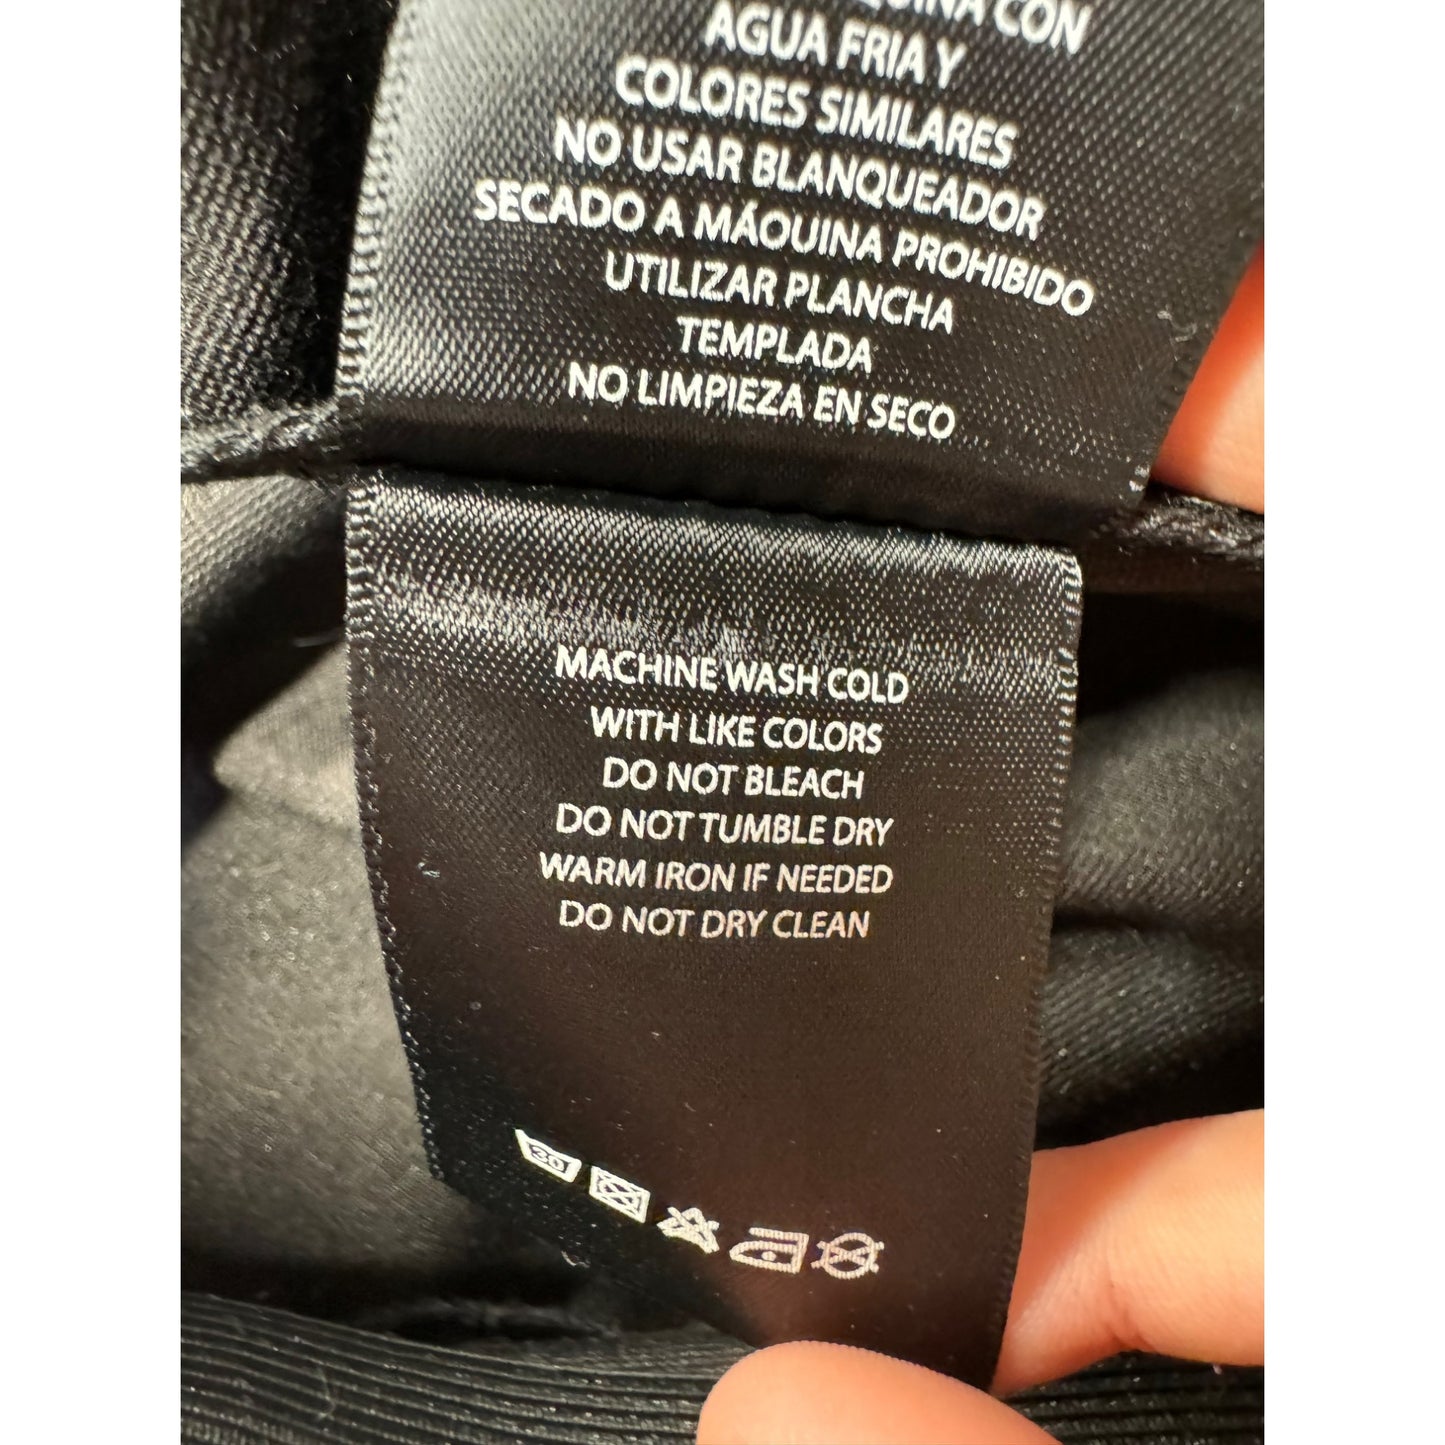 CON
AGUA FRIA Y
COLORES SIMILARES
NO USAR BLANQUEADOR
SECADO A MÁQUINA PROHIBIDO
UTILIZAR PLANCHA
TEMPLADA
NO LIMPIEZA EN SECO
MACHINE WASH COLD
WITH LIKE COLORS
DO NOT BLEACH
DO NOT TUMBLE DRY
WARM IRON IF NEEDED
DO NOT DRY CLEAN
30